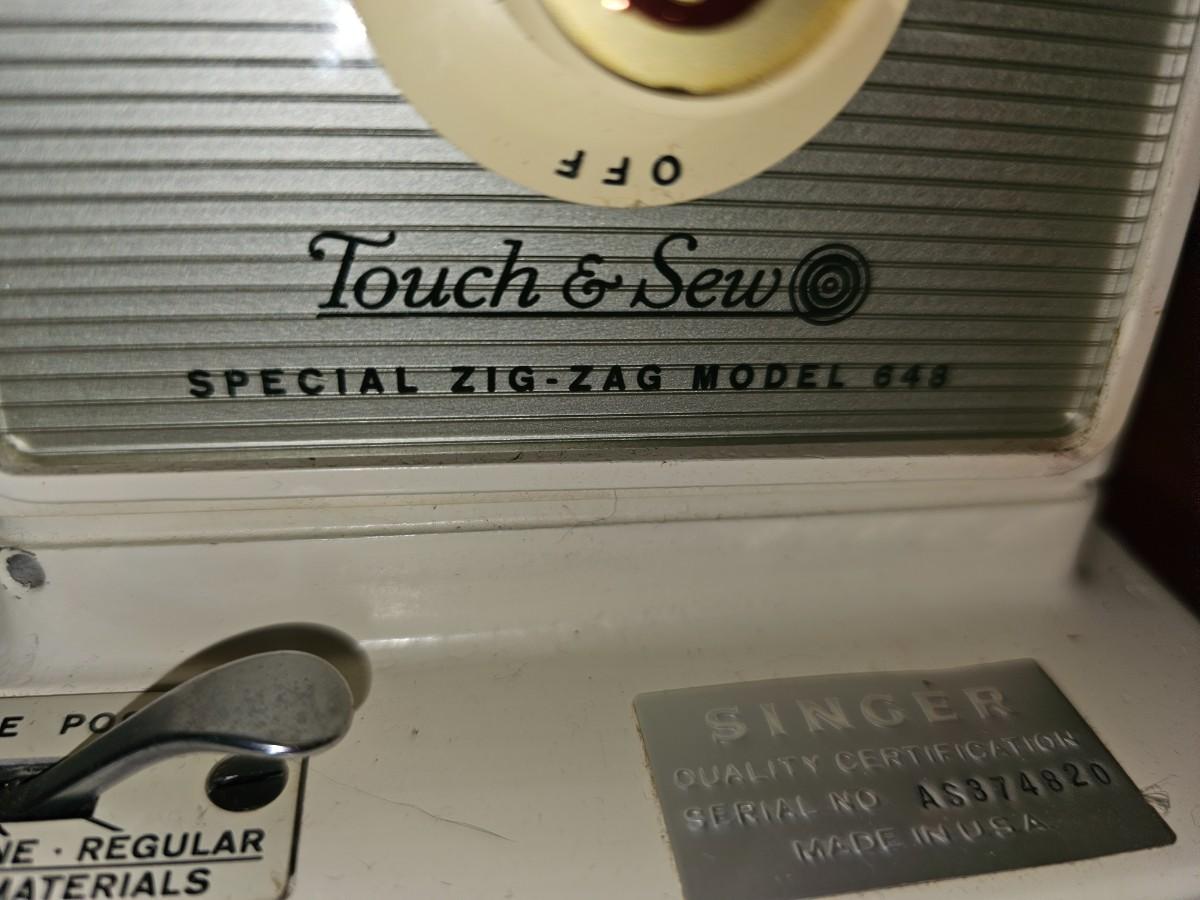 OFF
Touch & Sew
SPECIAL ZIG-ZAG MODEL 648
SINGER
QUALITY CERTIFICATION
SERIAL NO AS374820
MADE IN U.S.A.
E PO
NE · REGULAR
MATERIALS